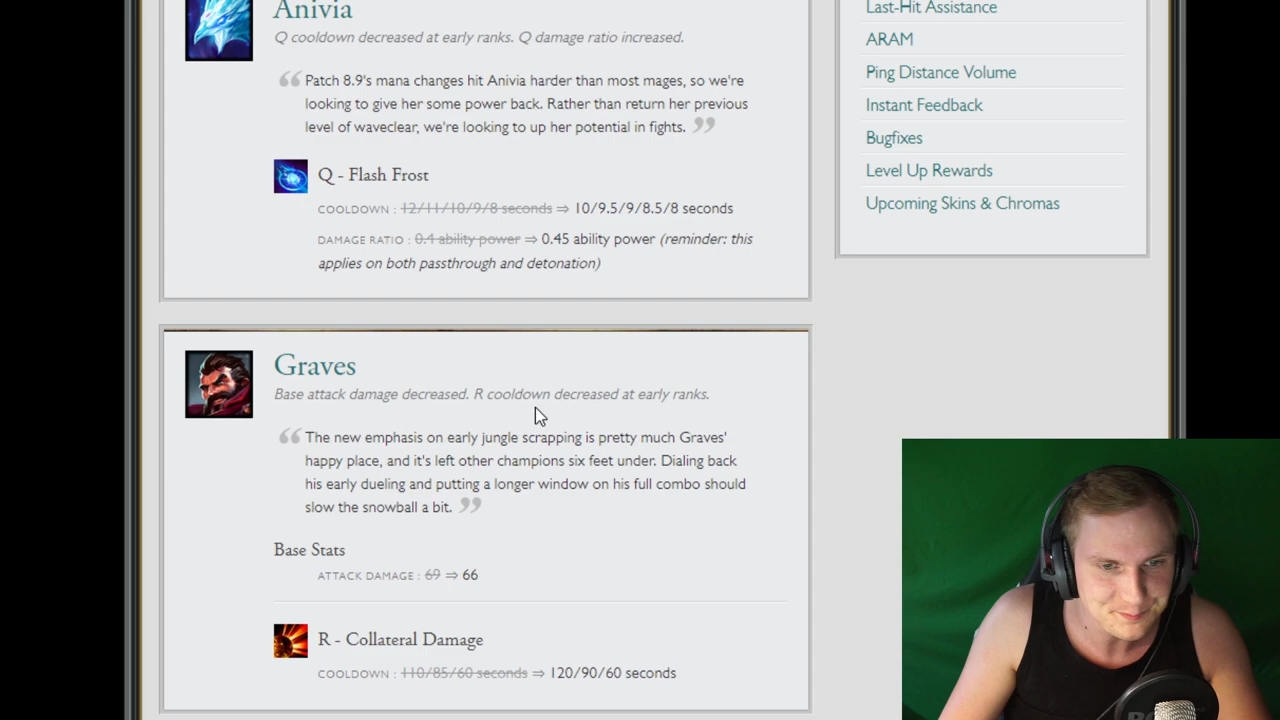 Anivia
Q cooldown decreased at early ranks. Q damage ratio increased.
“ Patch 8.9's mana changes hit Anivia harder than most mages, so we're
looking to give her some power back. Rather than return her previous
level of waveclear, we're looking to up her potential in fights. ”
Q - Flash Frost
COOLDOWN : 12/11/10/9/8 seconds ⇒ 10/9.5/9/8.5/8 seconds
DAMAGE RATIO : 0.4 ability power ⇒ 0.45 ability power (reminder: this
applies on both passthrough and detonation)
Graves
Base attack damage decreased. R cooldown decreased at early ranks.
“ The new emphasis on early jungle scrapping is pretty much Graves'
happy place, and it's left other champions six feet under. Dialing back
his early dueling and putting a longer window on his full combo should
slow the snowball a bit. ”
Base Stats
ATTACK DAMAGE : 69 ⇒ 66
R - Collateral Damage
COOLDOWN : 110/85/60 seconds ⇒ 120/90/60 seconds
Last-Hit Assistance
ARAM
Ping Distance Volume
Instant Feedback
Bugfixes
Level Up Rewards
Upcoming Skins & Chromas